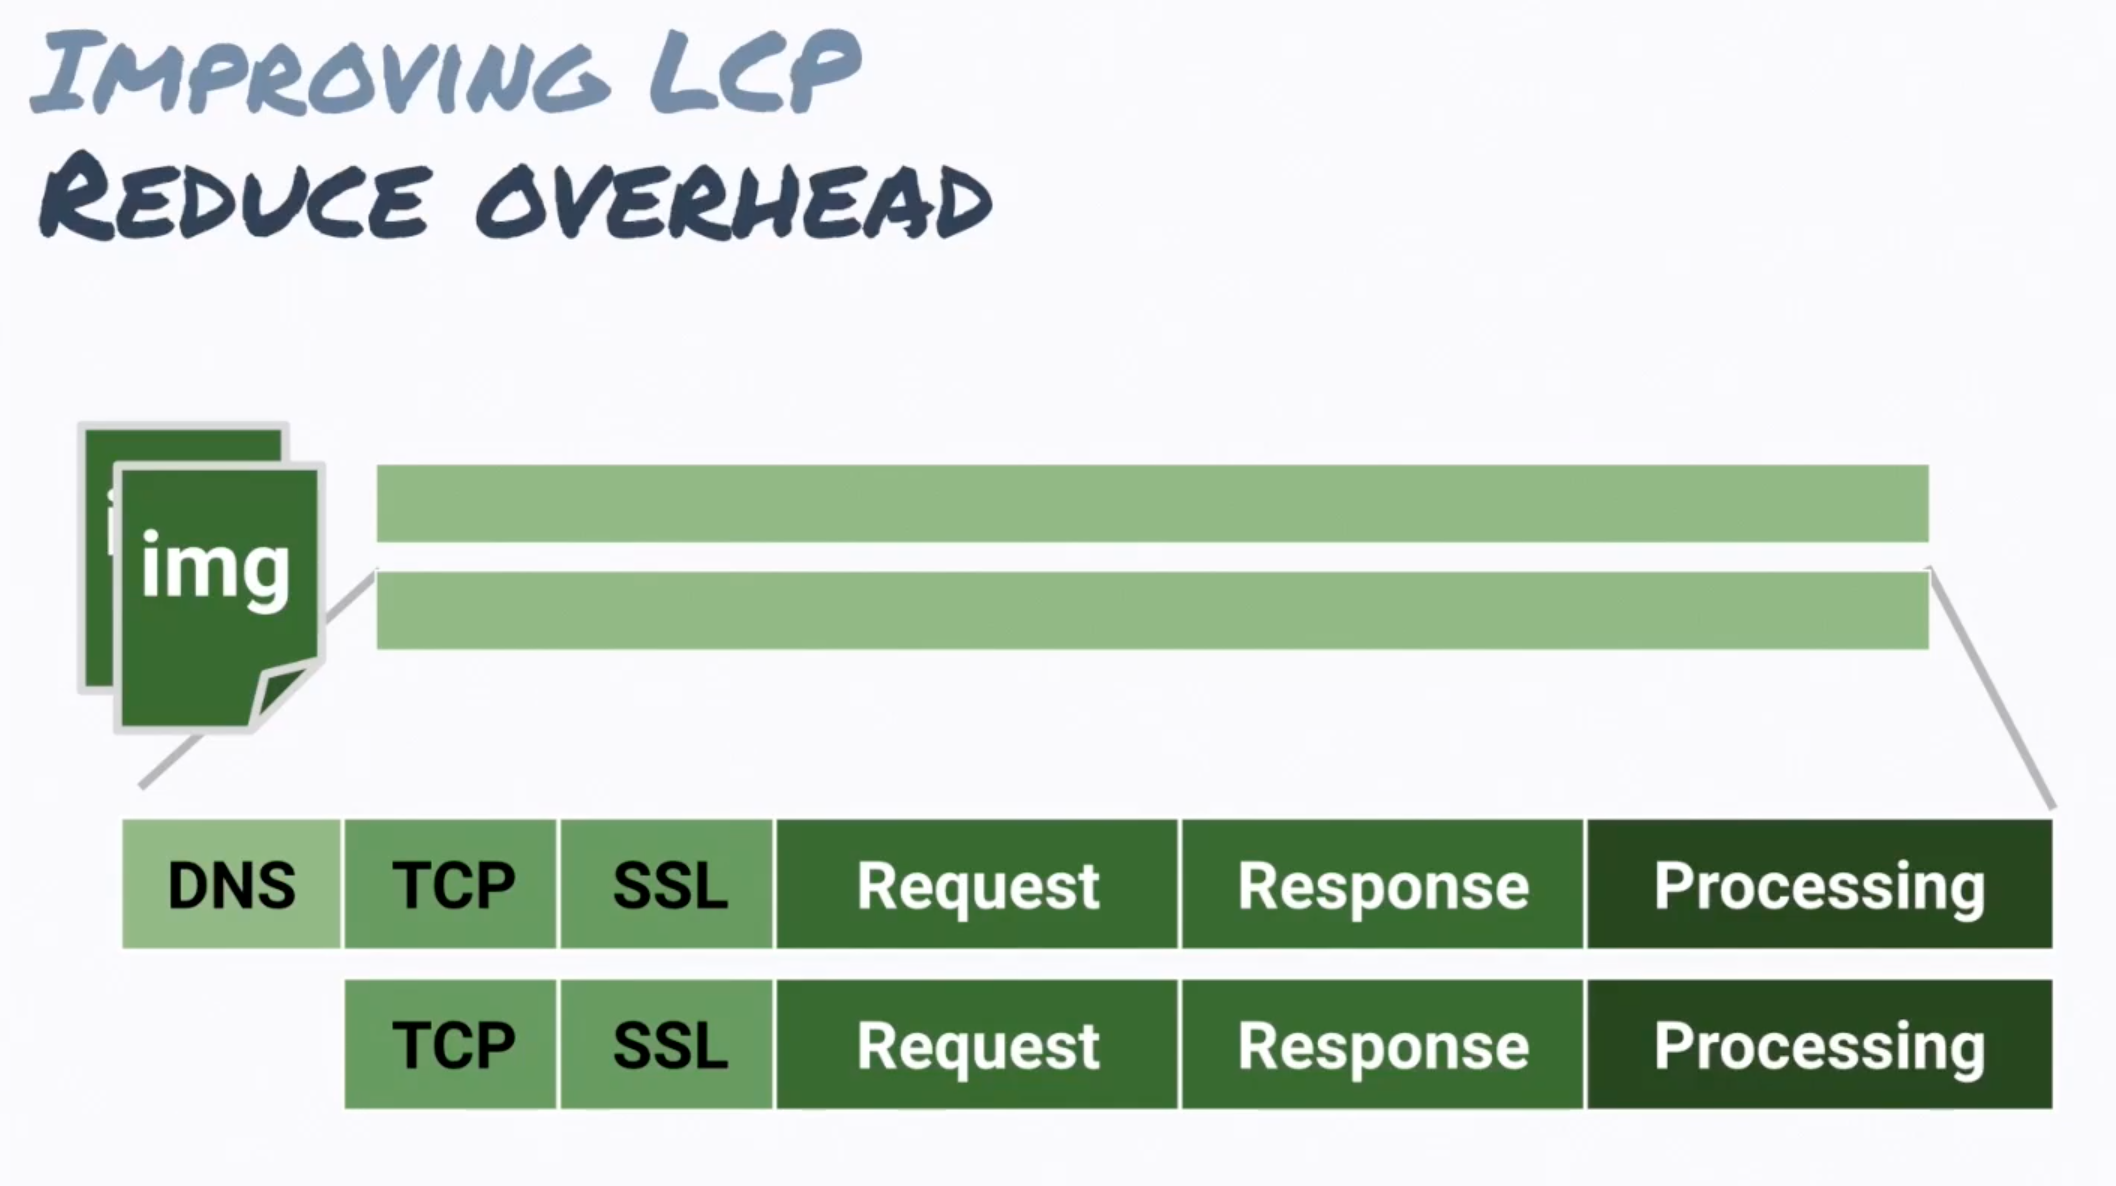 IMPROVING LCP
REDUCE OVERHEAD
i
img
DNS TCP SSL Request Response Processing
TCP SSL Request Response Processing